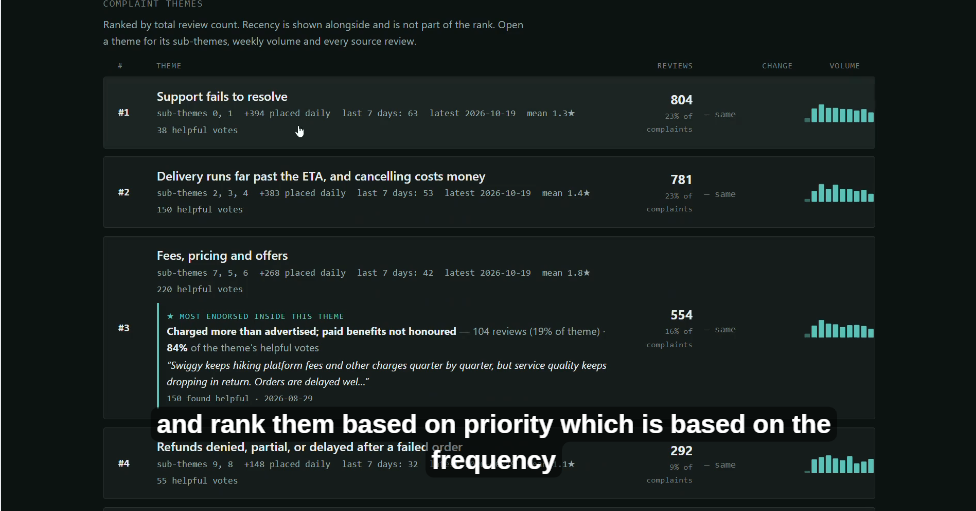 COMPLAINT THEMES
Ranked by total review count. Recency is shown alongside and is not part of the rank. Open
a theme for its sub-themes, weekly volume and every source review.
# THEME REVIEWS CHANGE VOLUME
#1
Support fails to resolve
sub-themes 0, 1 +394 placed daily last 7 days: 63 latest 2026-10-19 mean 1.3★
38 helpful votes
804
23% of
complaints
— same
#2
Delivery runs far past the ETA, and cancelling costs money
sub-themes 2, 3, 4 +383 placed daily last 7 days: 53 latest 2026-10-19 mean 1.4★
150 helpful votes
781
23% of
complaints
— same
#3
Fees, pricing and offers
sub-themes 7, 5, 6 +268 placed daily last 7 days: 42 latest 2026-10-19 mean 1.8★
220 helpful votes
★ MOST ENDORSED INSIDE THIS THEME
Charged more than advertised; paid benefits not honoured — 104 reviews (19% of theme) ·
84% of the theme's helpful votes
"Swiggy keeps hiking platform fees and other charges quarter by quarter, but service quality keeps
dropping in return. Orders are delayed wel…"
150 found helpful · 2026-08-29
554
16% of
complaints
— same
and rank them based on priority which is based on the
frequency
#4
Refunds denied, partial, or delayed after a failed order
sub-themes 9, 8 +148 placed daily last 7 days: 32
55 helpful votes
292
9% of
complaints
— same